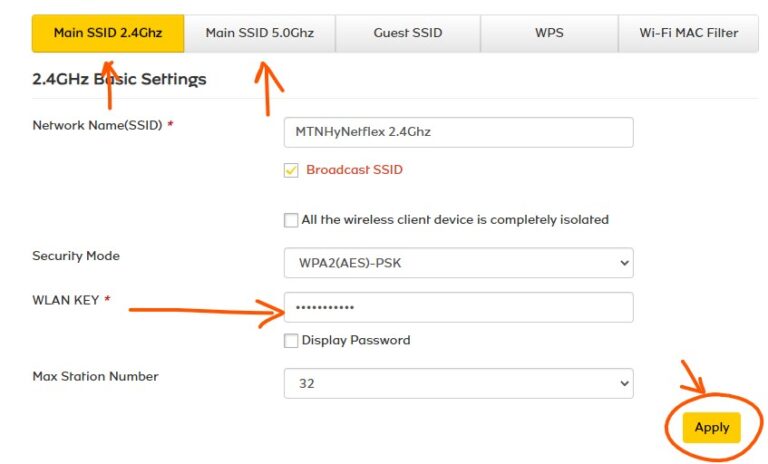 Main SSID 2.4Ghz Main SSID 5.0Ghz Guest SSID WPS Wi-Fi MAC Filter
2.4GHz Basic Settings
Network Name(SSID) * MTNHyNetflex 2.4Ghz
Broadcast SSID
All the wireless client device is completely isolated
Security Mode WPA2(AES)-PSK
WLAN KEY * •••••••••••
Display Password
Max Station Number 32
Apply